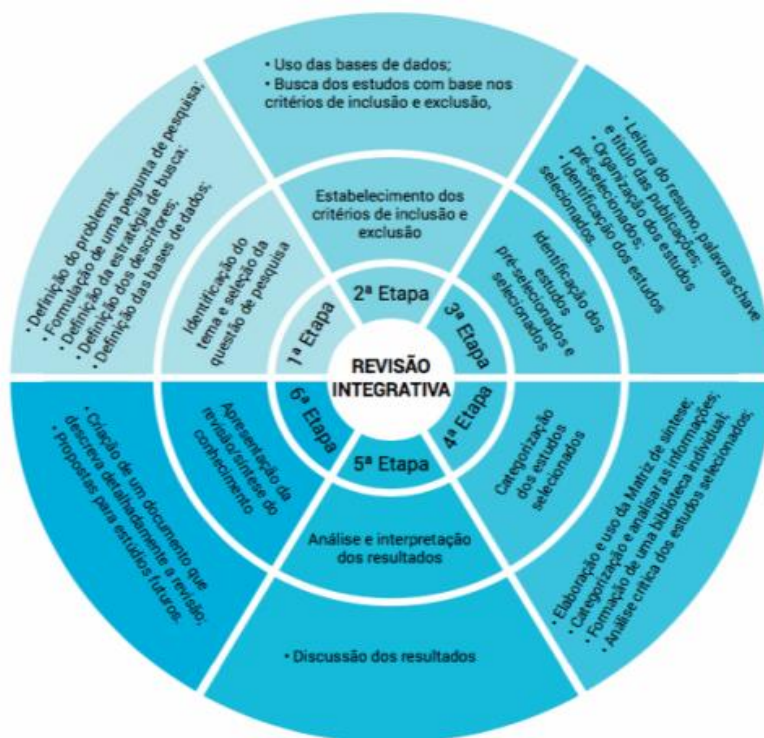 REVISÃO
INTEGRATIVA
1ª Etapa
Identificação do
tema e seleção da
questão de pesquisa
• Definição do problema;
• Formulação de uma pergunta de pesquisa;
• Definição da estratégia de busca;
• Definição dos descritores;
• Definição das bases de dados;
2ª Etapa
Estabelecimento dos
critérios de inclusão e
exclusão
• Uso das bases de dados;
• Busca dos estudos com base nos
critérios de inclusão e exclusão,
3ª Etapa
Identificação dos
estudos
pré-selecionados e
selecionados
• Leitura do resumo, palavras-chave
e título das publicações;
• Organização dos estudos
pré-selecionados;
• Identificação dos estudos
selecionados.
4ª Etapa
Categorização
dos estudos
selecionados
• Elaboração e uso da Matriz de síntese;
• Categorização e analisar as informações;
• Formação de uma biblioteca individual;
• Análise crítica dos estudos selecionados,
5ª Etapa
Análise e interpretação
dos resultados
• Discussão dos resultados
6ª Etapa
Apresentação da
revisão/síntese do
conhecimento
• Criação de um documento que
descreva detalhadamente a revisão;
• Propostas para estúdios futuros.